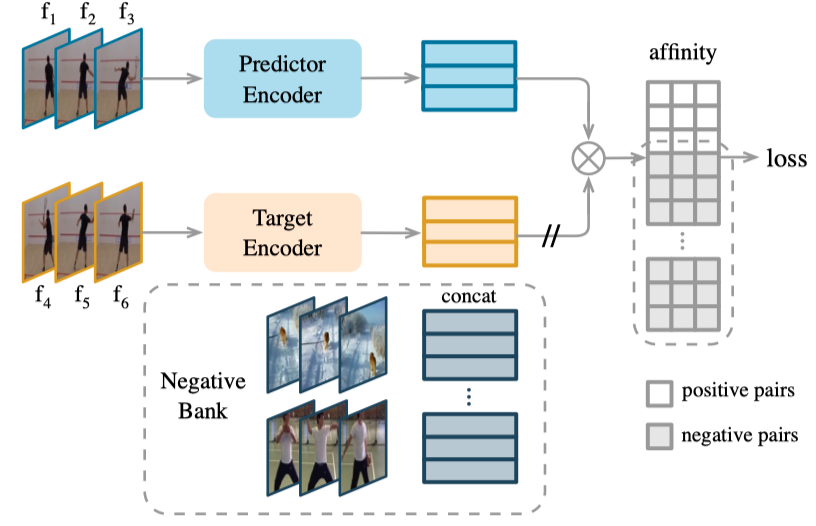 f₁ f₂ f₃
Predictor
Encoder
affinity
loss
Target
Encoder
//
f₄ f₅ f₆
concat
Negative
Bank
positive pairs
negative pairs